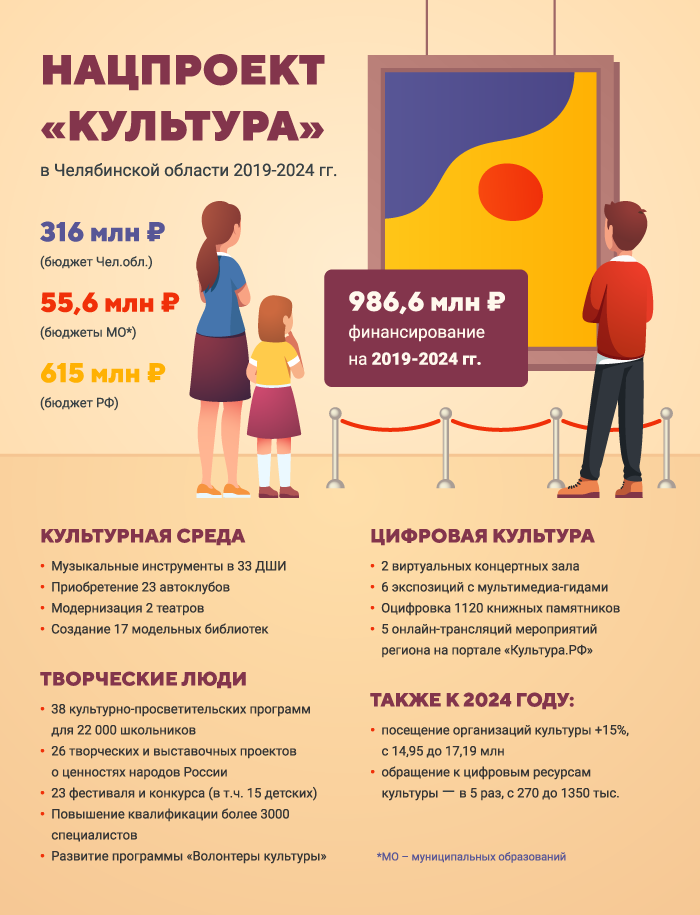 НАЦПРОЕКТ
«КУЛЬТУРА»
в Челябинской области 2019-2024 гг.
316 млн ₽
(бюджет Чел.обл.)
55,6 млн ₽
(бюджеты МО*)
615 млн ₽
(бюджет РФ)
986,6 млн ₽
финансирование
на 2019-2024 гг.
КУЛЬТУРНАЯ СРЕДА
• Музыкальные инструменты в 33 ДШИ
• Приобретение 23 автоклубов
• Модернизация 2 театров
• Создание 17 модельных библиотек
ТВОРЧЕСКИЕ ЛЮДИ
• 38 культурно-просветительских программ
для 22 000 школьников
• 26 творческих и выставочных проектов
о ценностях народов России
• 23 фестиваля и конкурса (в т.ч. 15 детских)
• Повышение квалификации более 3000
специалистов
• Развитие программы «Волонтеры культуры»
ЦИФРОВАЯ КУЛЬТУРА
• 2 виртуальных концертных зала
• 6 экспозиций с мультимедиа-гидами
• Оцифровка 1120 книжных памятников
• 5 онлайн-трансляций мероприятий
региона на портале «Культура.РФ»
ТАКЖЕ К 2024 ГОДУ:
• посещение организаций культуры +15%,
с 14,95 до 17,19 млн
• обращение к цифровым ресурсам
культуры — в 5 раз, с 270 до 1350 тыс.
*МО – муниципальных образований